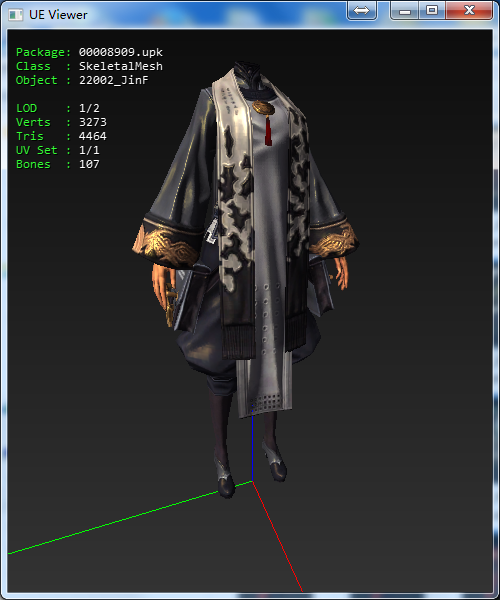 UE Viewer
Package: 00008909.upk
Class : SkeletalMesh
Object : 22002_JinF
LOD : 1/2
Verts : 3273
Tris : 4464
UV Set : 1/1
Bones : 107